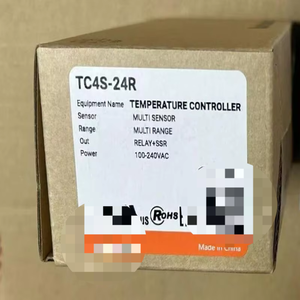 TC4S-24R
Equipment Name TEMPERATURE CONTROLLER
Sensor MULTI SENSOR
Range MULTI RANGE
Out RELAY+SSR
Power 100-240VAC
RoHS
Made in China